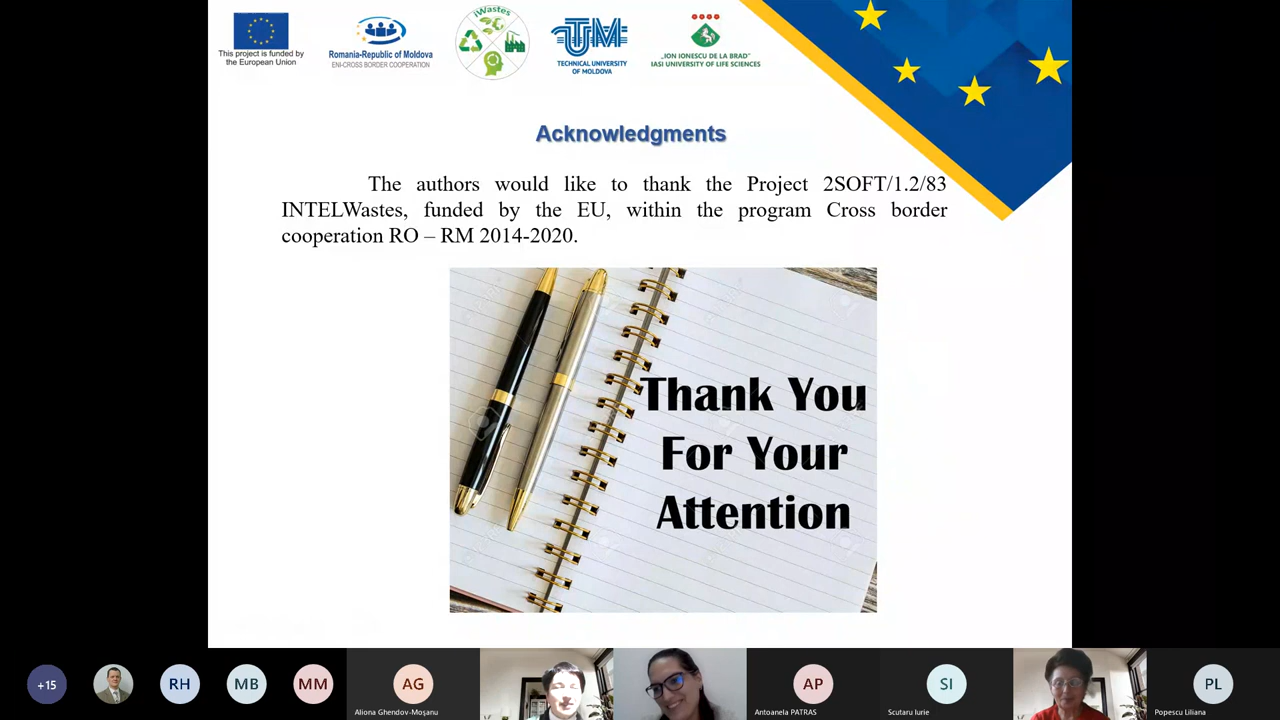 iWastes
This project is funded by
the European Union
Romania-Republic of Moldova
ENI-CROSS BORDER COOPERATION
UTM
TECHNICAL UNIVERSITY
OF MOLDOVA
„ION IONESCU DE LA BRAD”
IASI UNIVERSITY OF LIFE SCIENCES
Acknowledgments
The authors would like to thank the Project 2SOFT/1.2/83
INTELWastes, funded by the EU, within the program Cross border
cooperation RO – RM 2014-2020.
Thank You
For Your
Attention
+15
RH
MB
MM
AG
AP
SI
PL
Aliona Ghendov-Moșanu
Antoanela PATRAS
Scutaru Iurie
Popescu Liliana